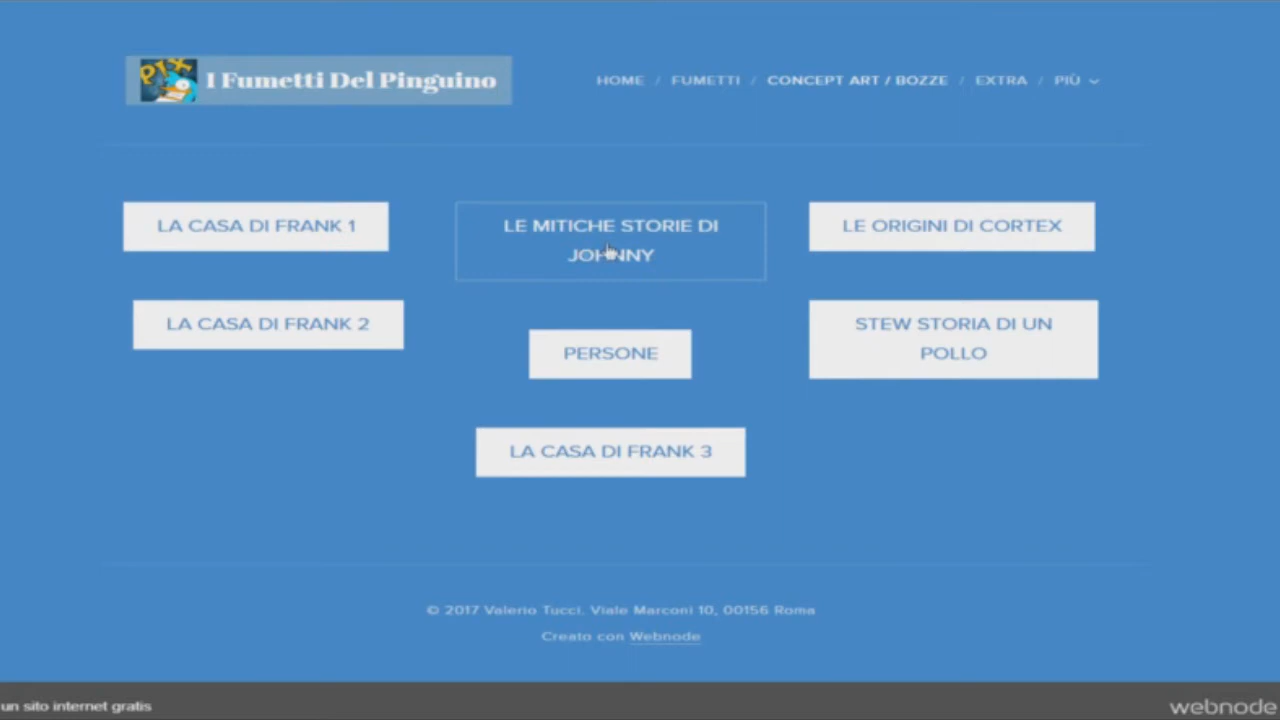 PIX
I Fumetti Del Pinguino
HOME / FUMETTI / CONCEPT ART / BOZZE / EXTRA / PIÙ
LA CASA DI FRANK 1
LE MITICHE STORIE DI
JOHNNY
LE ORIGINI DI CORTEX
LA CASA DI FRANK 2
PERSONE
STEW STORIA DI UN
POLLO
LA CASA DI FRANK 3
© 2017 Valerio Tucci. Viale Marconi 10, 00156 Roma
Creato con Webnode
un sito internet gratis
webnode